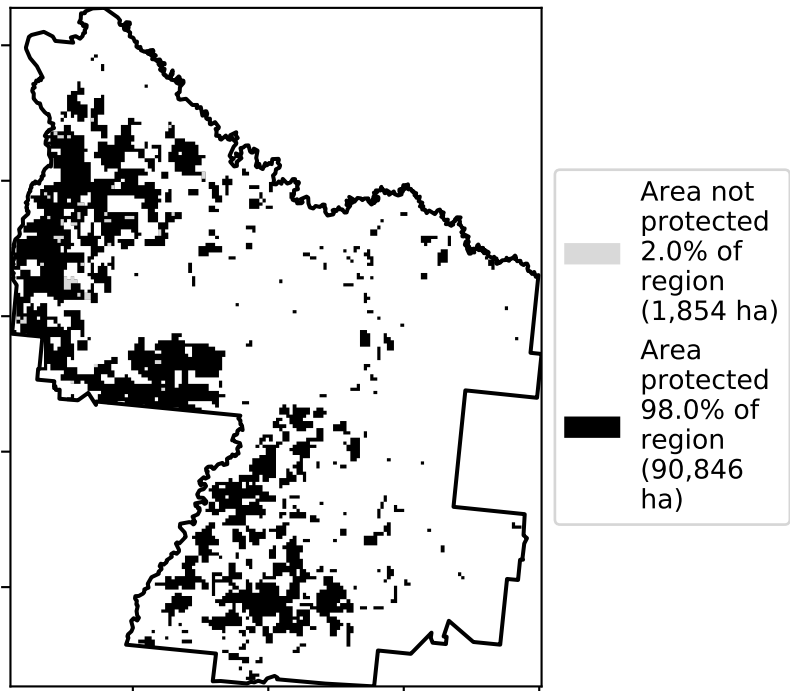 Area not
protected
2.0% of
region
(1,854 ha)
Area
protected
98.0% of
region
(90,846
ha)